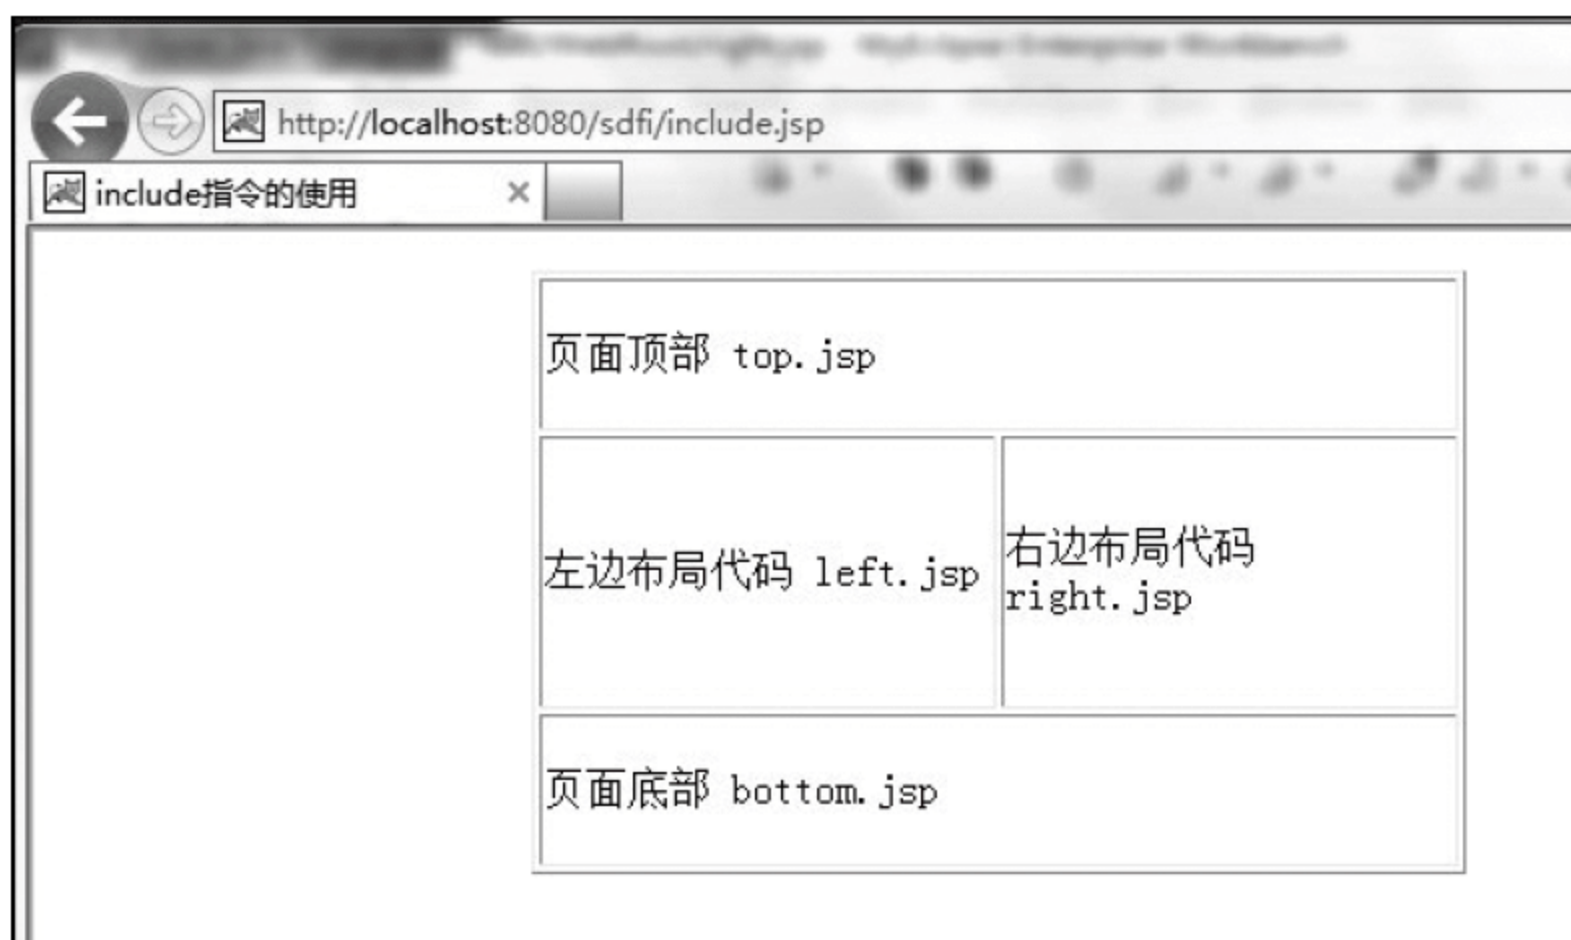 http://localhost:8080/sdfi/include.jsp
include指令的使用
页面顶部 top.jsp
左边布局代码 left.jsp
右边布局代码
right.jsp
页面底部 bottom.jsp